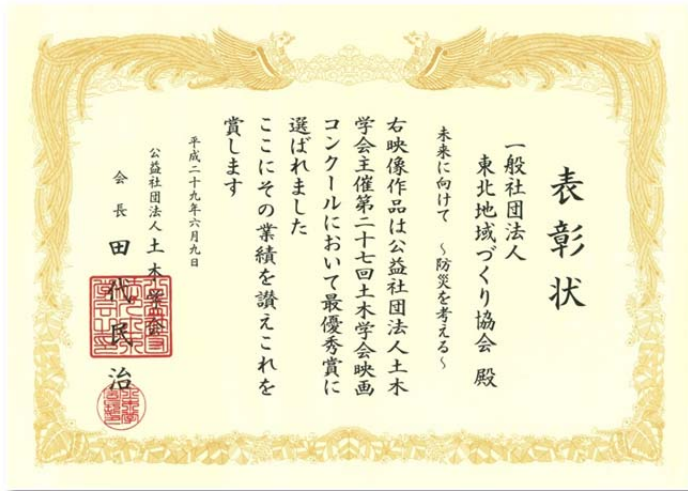 表彰状
一般社団法人
東北地域づくり協会 殿
未来に向けて ～防災を考える～
右映像作品は公益社団法人土木
学会主催第二十七回土木学会映画
コンクールにおいて最優秀賞に
選ばれました
ここにその業績を讃えこれを
賞します
平成二十九年六月九日
公益社団法人 土木学会
会長 田代民治